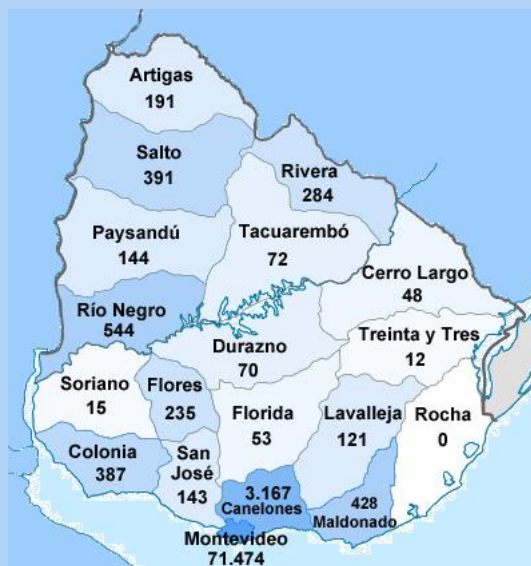 Artigas
191
Salto
391
Rivera
284
Paysandú
144
Tacuarembó
72
Cerro Largo
48
Río Negro
544
Durazno
70
Treinta y Tres
12
Soriano
15
Flores
235
Florida
53
Lavalleja
121
Rocha
0
Colonia
387
San
José
143
3.167
Canelones
428
Maldonado
Montevideo
71.474